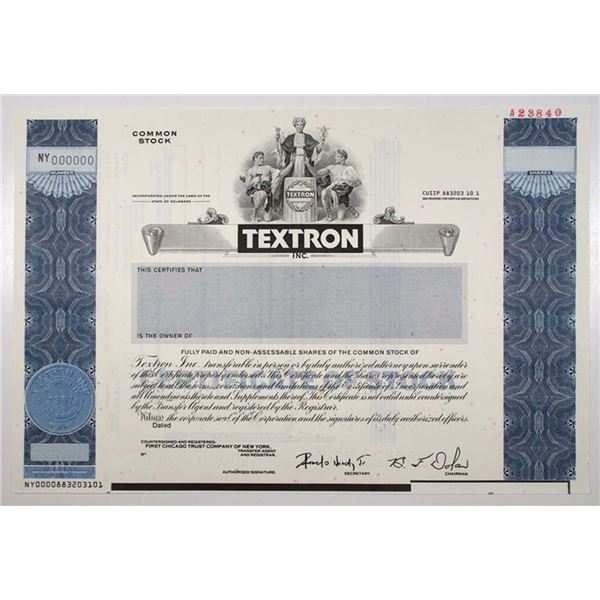 A23840
COMMON
STOCK
NY000000
NUMBER
SHARES
TEXTRON
INCORPORATED UNDER THE LAWS OF THE
STATE OF DELAWARE
CUSIP 883203 10 1
SEE REVERSE FOR CERTAIN DEFINITIONS
TEXTRON
INC.
THIS CERTIFIES THAT
IS THE OWNER OF
FULLY PAID AND NON-ASSESSABLE SHARES OF THE COMMON STOCK OF
Textron Inc. transferable in person or by duly authorized attorney upon surrender
of this Certificate properly endorsed. This Certificate and the shares represented hereby are
subject to all the terms, conditions and limitations of the Certificate of Incorporation and
all Amendments thereto and Supplements thereof. This Certificate is not valid until countersigned
by the Transfer Agent and registered by the Registrar.
Witness the corporate seal of the Corporation and the signatures of its duly authorized officers.
Dated
COUNTERSIGNED AND REGISTERED:
FIRST CHICAGO TRUST COMPANY OF NEW YORK,
TRANSFER AGENT
AND REGISTRAR.
BY
AUTHORIZED SIGNATURE.
SECRETARY
CHAIRMAN
NY0000883203101